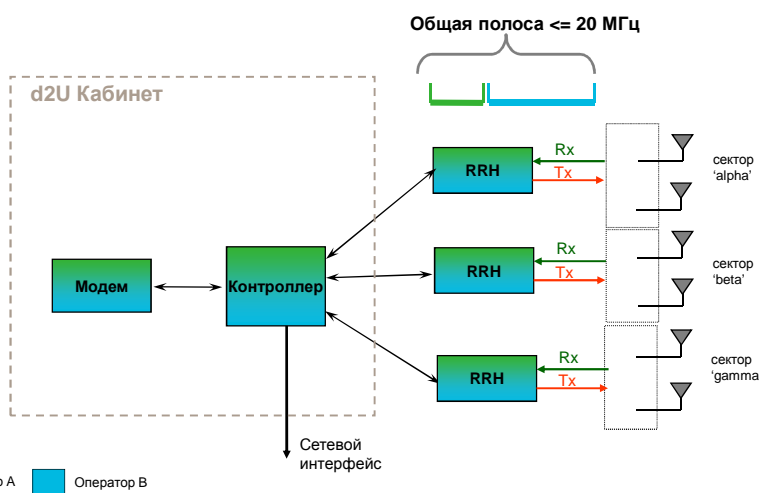 Общая полоса <= 20 МГц
d2U Кабинет
RRH
Rx
Tx
сектор
'alpha'
Модем
Контроллер
RRH
Rx
Tx
сектор
'beta'
RRH
Rx
Tx
сектор
'gamma
Сетевой
интерфейс
р А
Оператор В